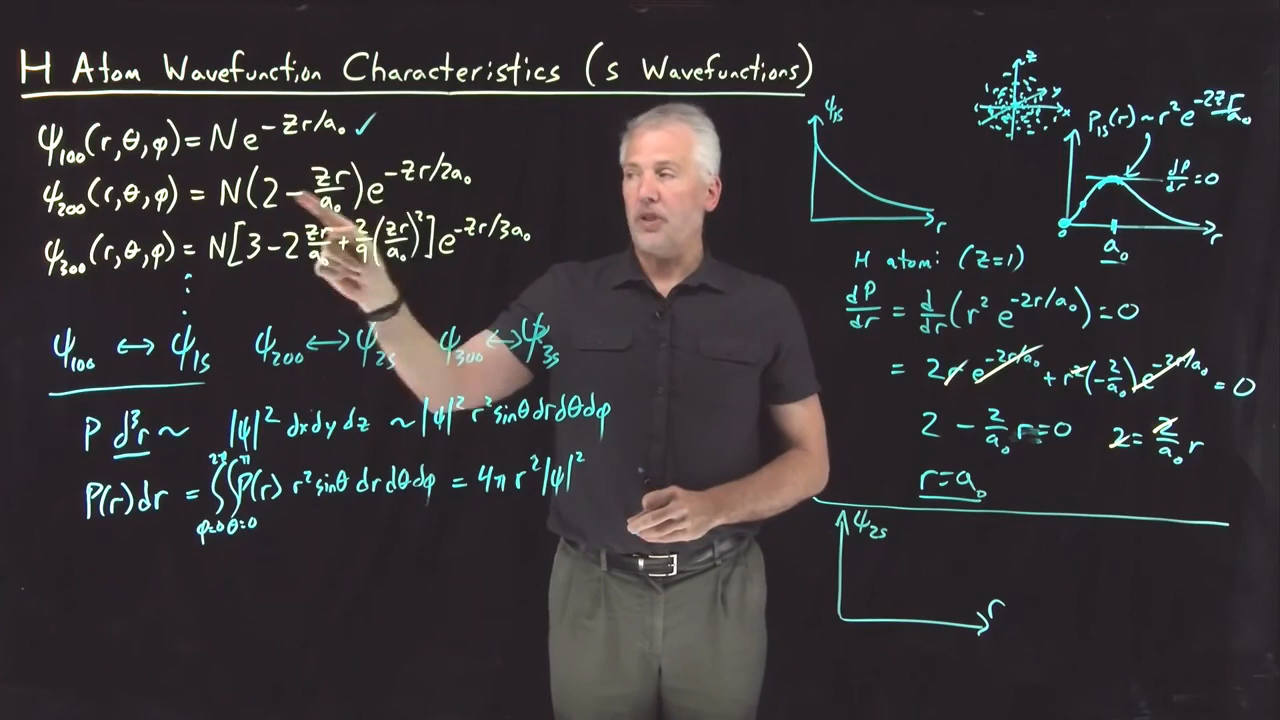 H Atom Wavefunction Characteristics (s Wavefunctions)
ψ₁₀₀(r,θ,φ) = N e^(-Zr/a₀) ✓
ψ₂₀₀(r,θ,φ) = N(2 - Zr/a₀)e^(-Zr/2a₀)
ψ₃₀₀(r,θ,φ) = N[3 - 2 Zr/a₀ + 2/9 (Zr/a₀)²]e^(-Zr/3a₀)
⋮
ψ₁₀₀ ↔ ψ₁s ψ₂₀₀ ↔ ψ₂s ψ₃₀₀ ↔ ψ₃s
P d³r ~ |ψ|² dxdydz ~ |ψ|² r² sinθ dr dθ dφ
P(r)dr = ∫_(φ=0)^(2π) ∫_(θ=0)^(π) P(r) r² sinθ dr dθ dφ = 4π r²|ψ|²
ψ₁s
r
z
y
x
P₁s(r) ~ r² e^(-2Zr/a₀)
dP/dr = 0
0
a₀
r
H atom: (Z=1)
dP/dr = d/dr (r² e^(-2r/a₀)) = 0
= 2r e^(-2r/a₀) + r²(-2/a₀) e^(-2r/a₀) = 0
2 - 2/a₀ r = 0 2 = 2/a₀ r
r = a₀
ψ₂s
r